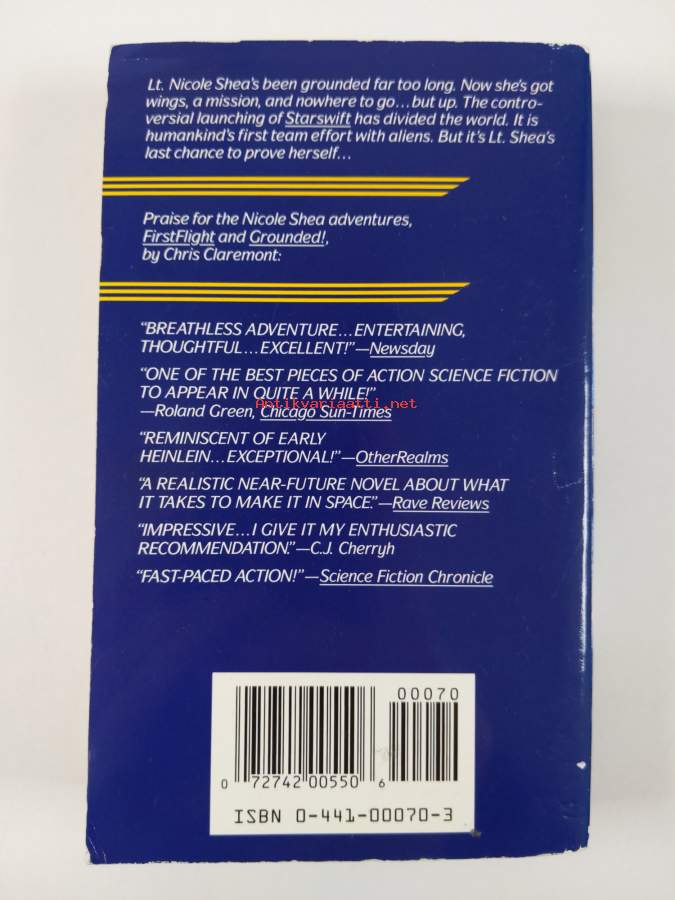 Lt. Nicole Shea's been grounded far too long. Now she's got
wings, a mission, and nowhere to go...but up. The contro-
versial launching of Starswift has divided the world. It is
humankind's first team effort with aliens. But it's Lt. Shea's
last chance to prove herself...
Praise for the Nicole Shea adventures,
FirstFlight and Grounded!,
by Chris Claremont:
"BREATHLESS ADVENTURE...ENTERTAINING,
THOUGHTFUL...EXCELLENT!"—Newsday
"ONE OF THE BEST PIECES OF ACTION SCIENCE FICTION
TO APPEAR IN QUITE A WHILE!"
Antikvariaatti.net
—Roland Green, Chicago Sun-Times
"REMINISCENT OF EARLY
HEINLEIN...EXCEPTIONAL!"—OtherRealms
"A REALISTIC NEAR-FUTURE NOVEL ABOUT WHAT
IT TAKES TO MAKE IT IN SPACE."—Rave Reviews
"IMPRESSIVE...I GIVE IT MY ENTHUSIASTIC
RECOMMENDATION."—C.J. Cherryh
"FAST-PACED ACTION!"—Science Fiction Chronicle
00070
0 72742 00550 6
ISBN 0-441-00070-3